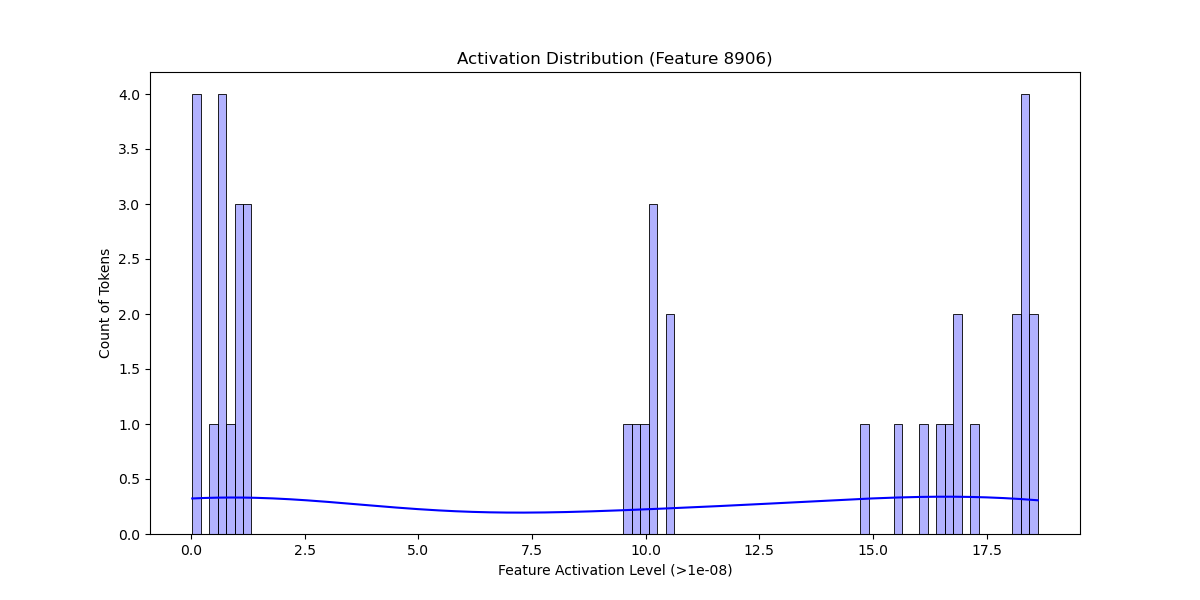 Activation Distribution (Feature 8906)
4.0
3.5
3.0
2.5
2.0
1.5
1.0
0.5
0.0
Count of Tokens
0.0 2.5 5.0 7.5 10.0 12.5 15.0 17.5
Feature Activation Level (>1e-08)